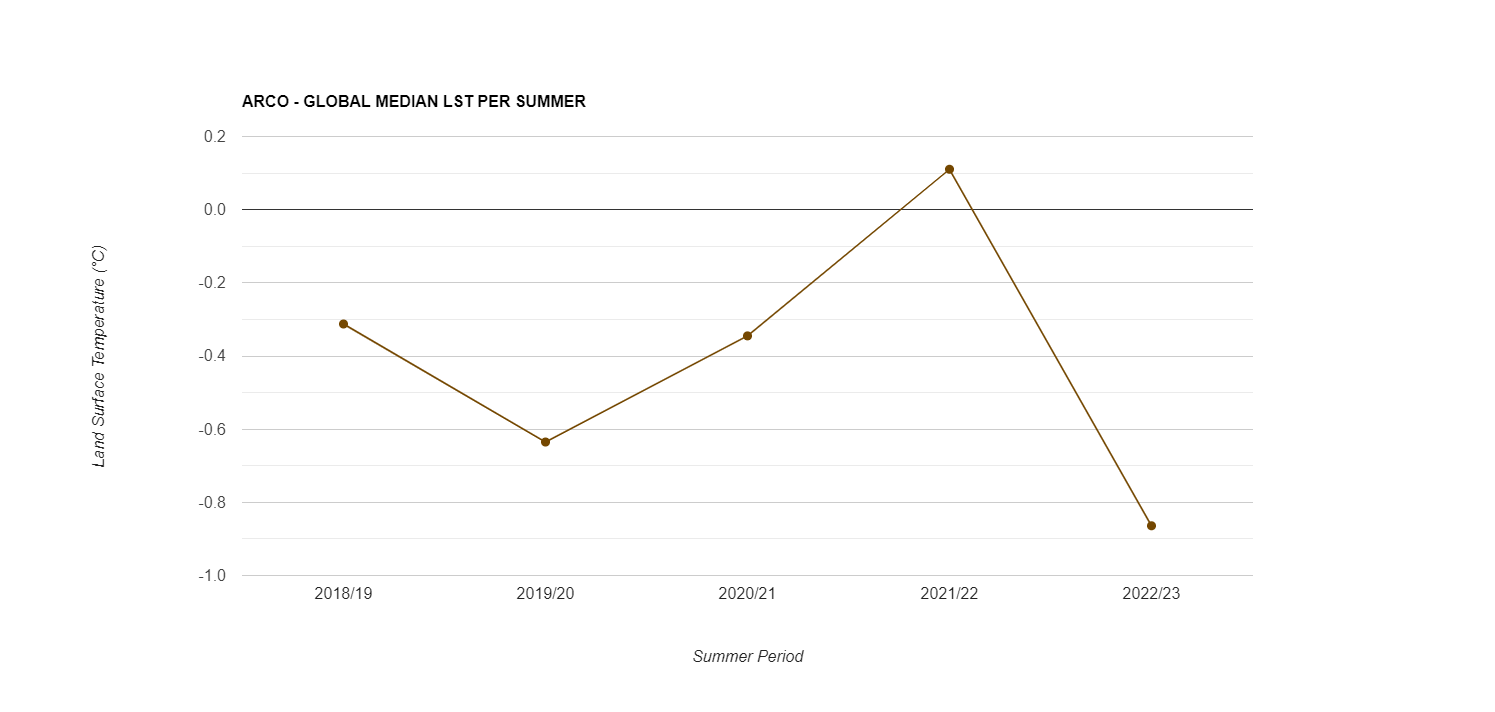 ARCO - GLOBAL MEDIAN LST PER SUMMER
0.2
0.0
-0.2
-0.4
-0.6
-0.8
-1.0
Land Surface Temperature (°C)
2018/19 2019/20 2020/21 2021/22 2022/23
Summer Period